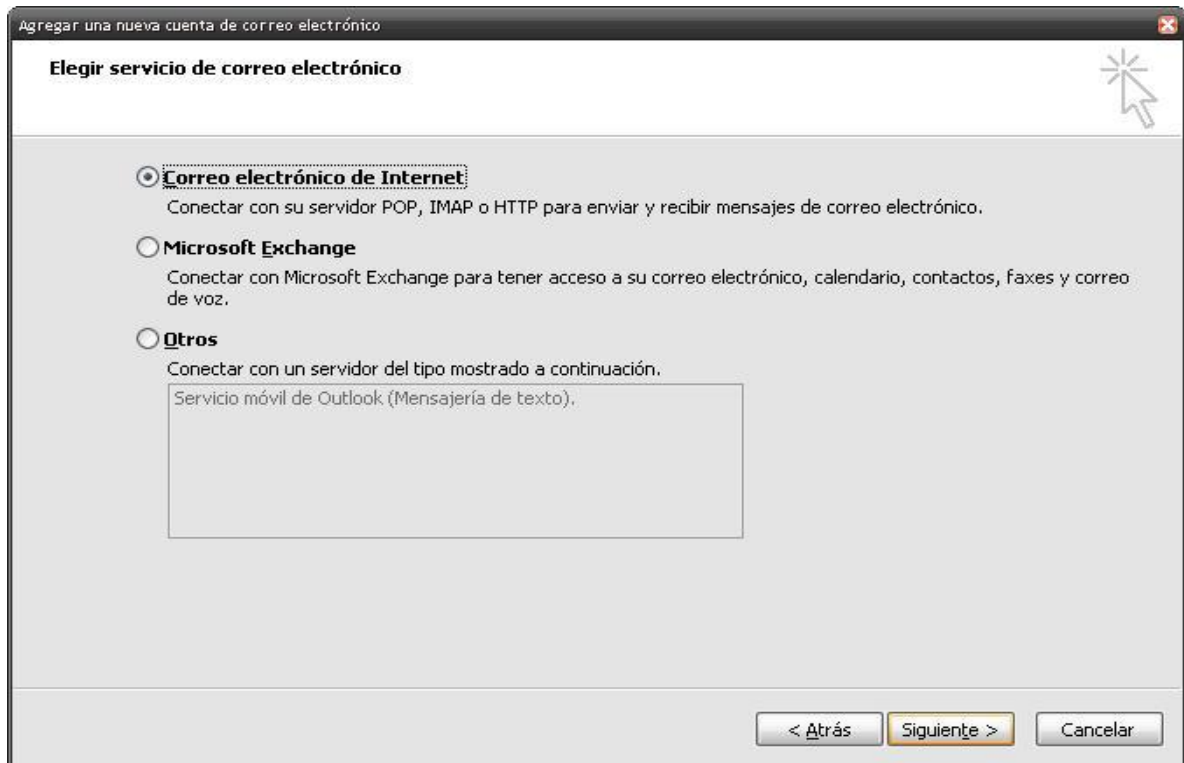 Agregar una nueva cuenta de correo electrónico
Elegir servicio de correo electrónico
Correo electrónico de Internet
Conectar con su servidor POP, IMAP o HTTP para enviar y recibir mensajes de correo electrónico.
Microsoft Exchange
Conectar con Microsoft Exchange para tener acceso a su correo electrónico, calendario, contactos, faxes y correo
de voz.
Otros
Conectar con un servidor del tipo mostrado a continuación.
Servicio móvil de Outlook (Mensajería de texto).
< Atrás
Siguiente >
Cancelar